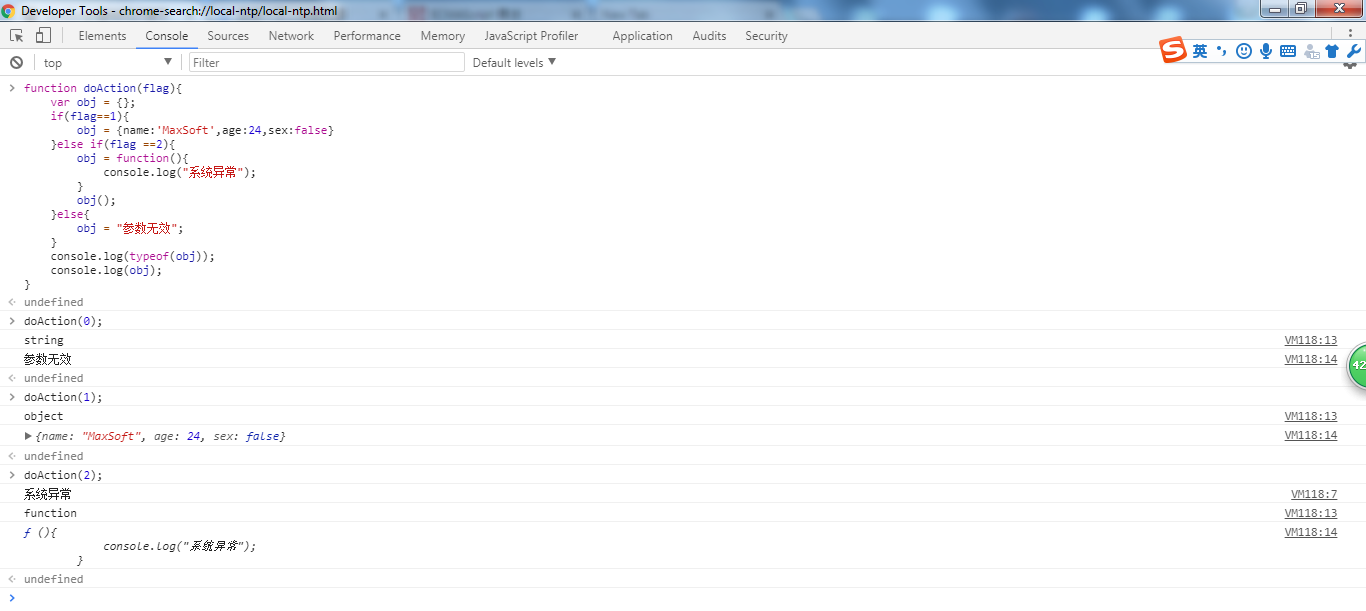 Developer Tools - chrome-search://local-ntp/local-ntp.html
Elements Console Sources Network Performance Memory JavaScript Profiler Application Audits Security
英
top Filter Default levels
function doAction(flag){
var obj = {};
if(flag==1){
obj = {name:'MaxSoft',age:24,sex:false}
}else if(flag ==2){
obj = function(){
console.log("系统异常");
}
obj();
}else{
obj = "参数无效";
}
console.log(typeof(obj));
console.log(obj);
}
undefined
doAction(0);
string VM118:13
参数无效 VM118:14
42
undefined
doAction(1);
object VM118:13
{name: "MaxSoft", age: 24, sex: false} VM118:14
undefined
doAction(2);
系统异常 VM118:7
function VM118:13
ƒ (){ VM118:14
console.log("系统异常");
}
undefined